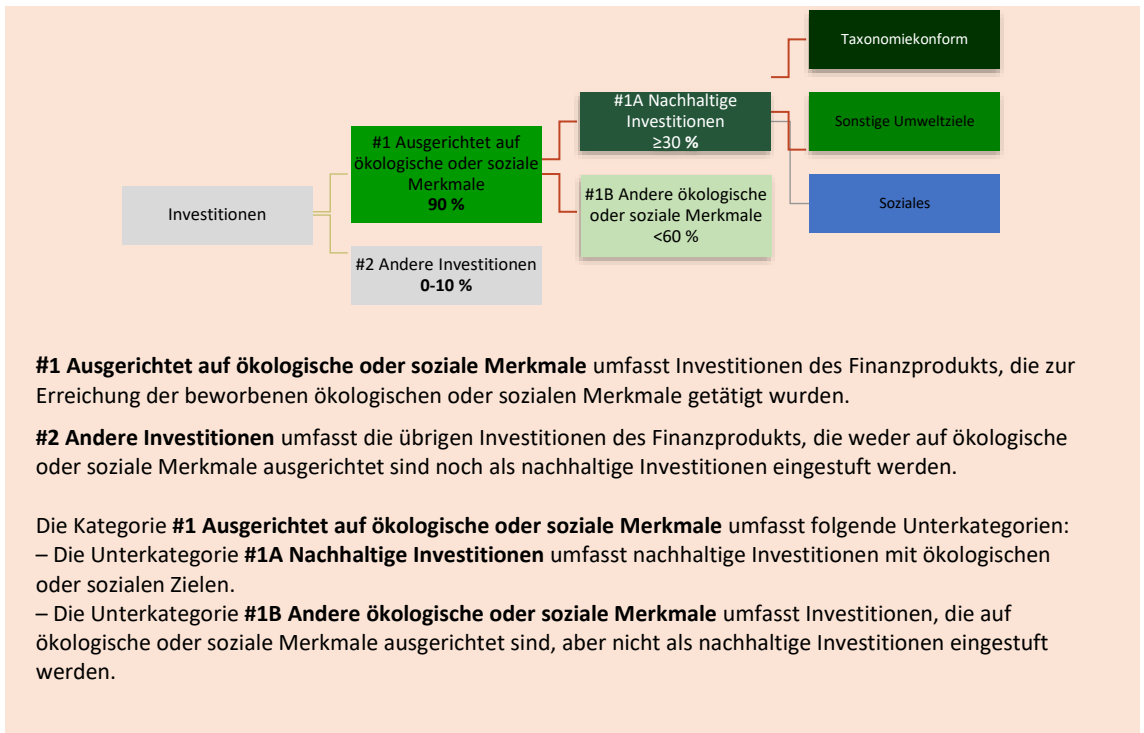 Taxonomiekonform
#1A Nachhaltige
Investitionen
≥30 %
Sonstige Umweltziele
#1 Ausgerichtet auf
ökologische oder soziale
Merkmale
90 %
#1B Andere ökologische
oder soziale Merkmale
<60 %
Soziales
Investitionen
#2 Andere Investitionen
0-10 %
#1 Ausgerichtet auf ökologische oder soziale Merkmale umfasst Investitionen des Finanzprodukts, die zur
Erreichung der beworbenen ökologischen oder sozialen Merkmale getätigt wurden.
#2 Andere Investitionen umfasst die übrigen Investitionen des Finanzprodukts, die weder auf ökologische
oder soziale Merkmale ausgerichtet sind noch als nachhaltige Investitionen eingestuft werden.
Die Kategorie #1 Ausgerichtet auf ökologische oder soziale Merkmale umfasst folgende Unterkategorien:
– Die Unterkategorie #1A Nachhaltige Investitionen umfasst nachhaltige Investitionen mit ökologischen
oder sozialen Zielen.
– Die Unterkategorie #1B Andere ökologische oder soziale Merkmale umfasst Investitionen, die auf
ökologische oder soziale Merkmale ausgerichtet sind, aber nicht als nachhaltige Investitionen eingestuft
werden.